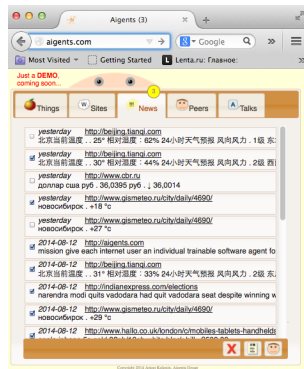 Aigents (3)
aigents.com
Google
Most Visited
Getting Started
Lenta.ru: Главное:
Just a DEMO,
coming soon...
3
Things
W
Sites
News
Peers
A
Talks
yesterday http://beijing.tianqi.com
北京当前温度 . . 25° 相对湿度 : 62% 24小时天气预报 风向风力 . 1级 东
yesterday http://beijing.tianqi.com
北京当前温度 . . 30° 相对湿度 : 44% 24小时天气预报 风向风力 . 2级 西
yesterday http://www.cbr.ru
доллар сша руб . 36,0395 руб . ↓ 36,0014
yesterday http://www.gismeteo.ru/city/daily/4690/
новосибирск . +18 °c
yesterday http://www.gismeteo.ru/city/daily/4690/
новосибирск . +27 °c
2014-08-12 http://aigents.com
mission give each internet user an individual trainable software agent fo
2014-08-12 http://beijing.tianqi.com
北京当前温度 . . 31° 相对湿度 : 33% 24小时天气预报 风向风力 . 2级 东
2014-08-12 http://indianexpress.com/elections
narendra modi quits vadodara had quit vadodara seat despite winning w
2014-08-12 http://www.gismeteo.ru/city/daily/4690/
новосибирск . +29 °c
2014-08-12 http://www.hallo.co.uk/london/c/mobiles-tablets-handhelds
Copyright 2014 Anton Kolonin, Aigents Group